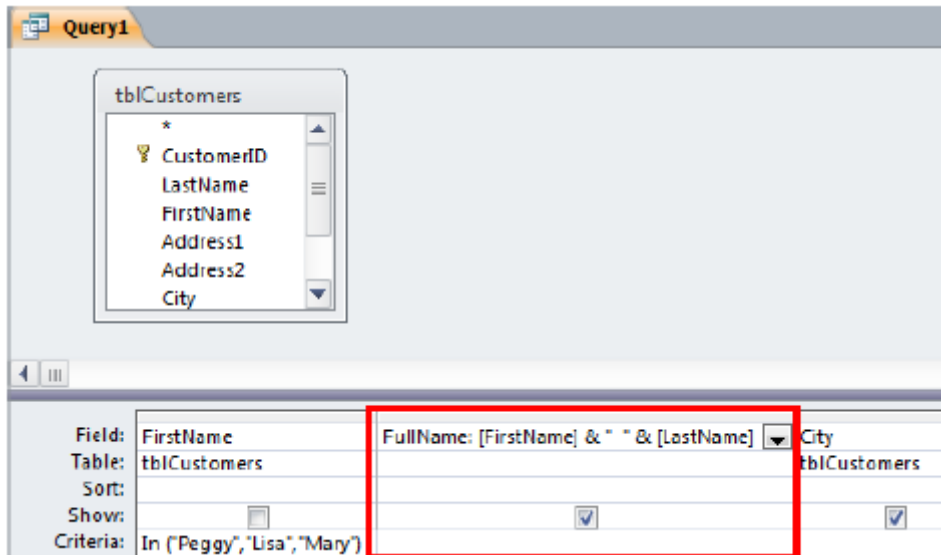 Query1
tblCustomers
*
CustomerID
LastName
FirstName
Address1
Address2
City
Field: FirstName FullName: [FirstName] & " " & [LastName] City
Table: tblCustomers tblCustomers
Sort:
Show:
Criteria: In ("Peggy","Lisa","Mary")